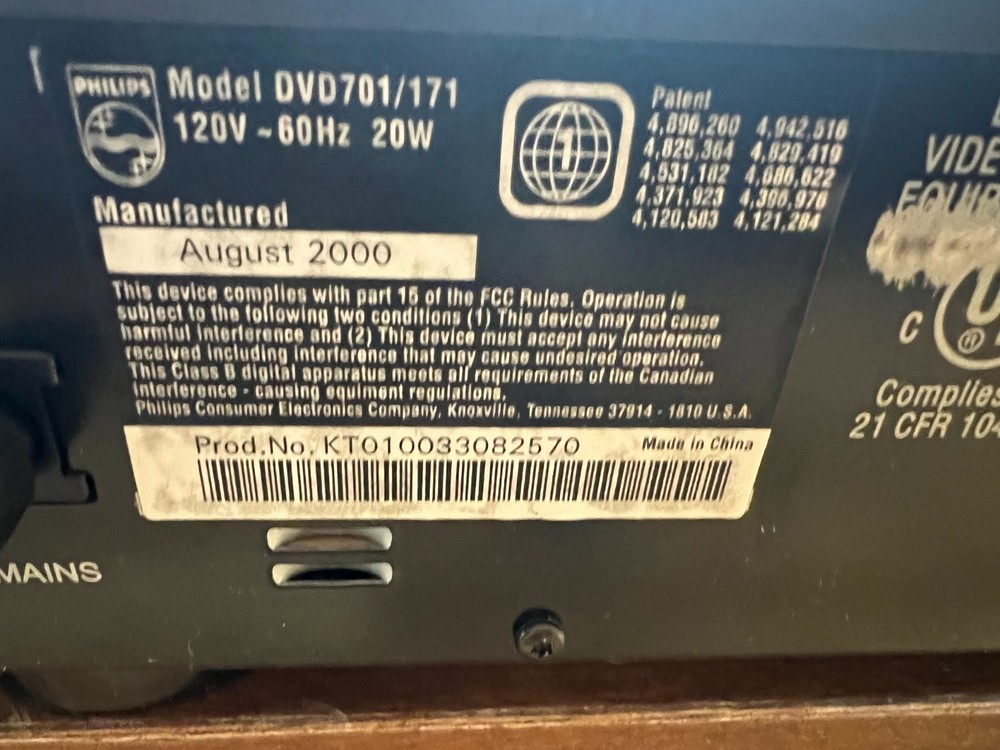 PHILIPS
Model DVD701/171
120V ~ 60Hz 20W
Manufactured
August 2000
1
Patent
4,896,260 4,942,516
4,825,364 4,829,419
4,531,182 4,686,622
4,371,923 4,398,976
4,120,583 4,121,284
This device complies with part 15 of the FCC Rules. Operation is
subject to the following two conditions (1) This device may not cause
harmful interference and (2) This device must accept any interference
received including interference that may cause undesired operation.
This Class B digital apparatus meets all requirements of the Canadian
interference - causing equiment regulations.
Philips Consumer Electronics Company, Knoxville, Tennessee 37914 - 1810 U.S.A.
Prod.No. KT010033082570 Made in China
VIDE
EQUIP
C U
®
Complies
21 CFR 104
MAINS